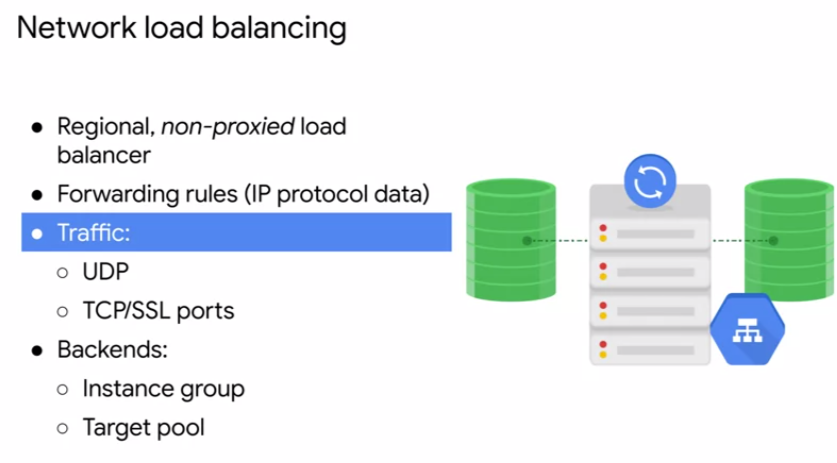 Network load balancing
● Regional, non-proxied load
balancer
● Forwarding rules (IP protocol data)
● Traffic:
○ UDP
○ TCP/SSL ports
● Backends:
○ Instance group
○ Target pool